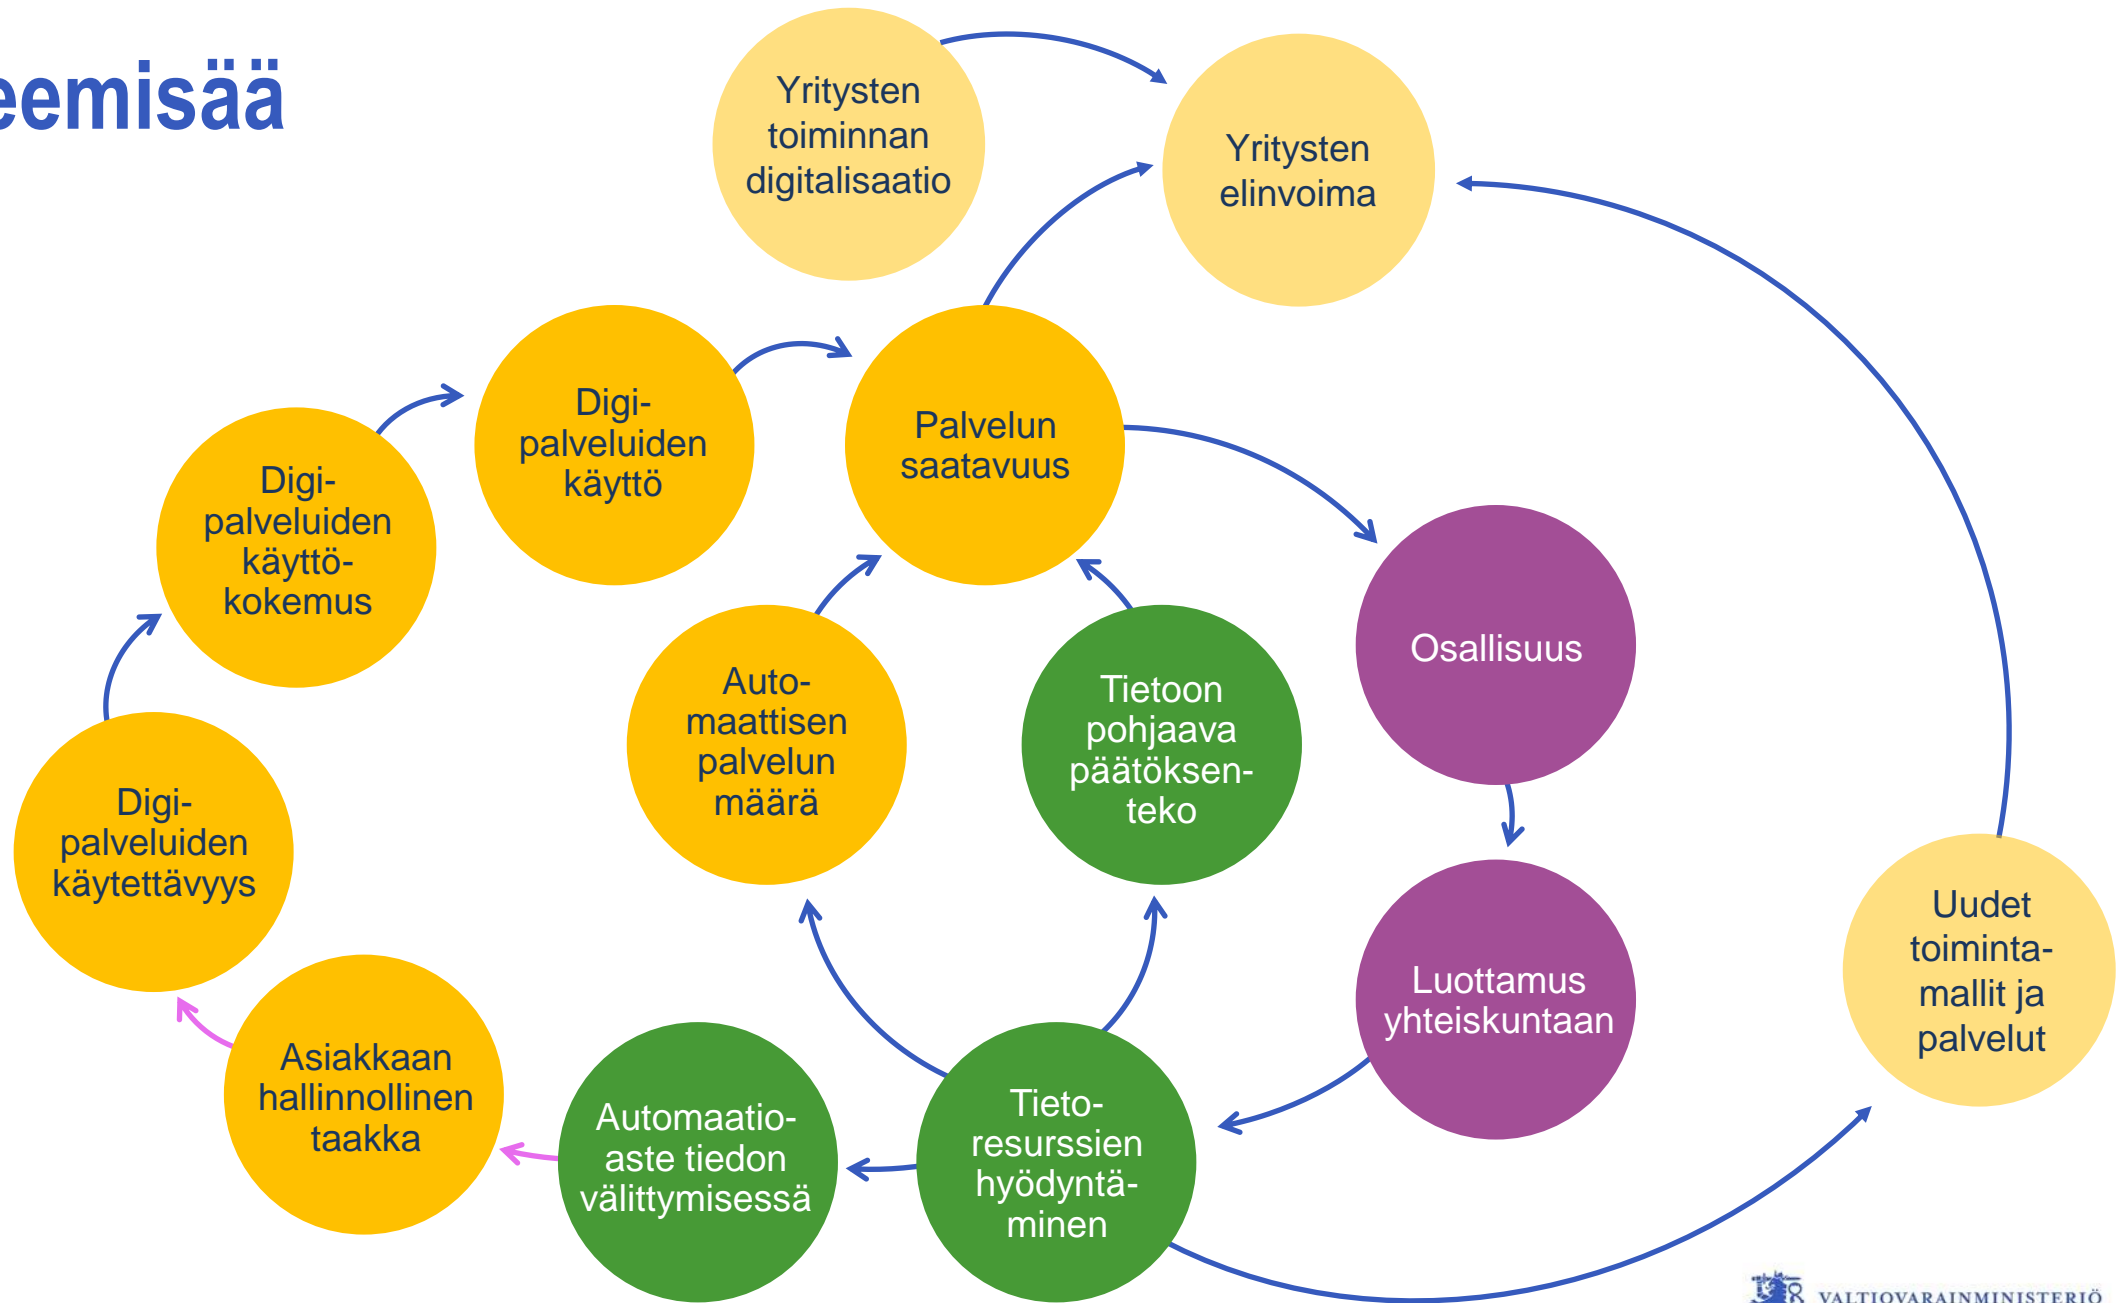 eemisää
Yritysten
toiminnan
digitalisaatio
Yritysten
elinvoima
Digi-
palveluiden
käyttö
Palvelun
saatavuus
Digi-
palveluiden
käyttö-
kokemus
Osallisuus
Auto-
maattisen
palvelun
määrä
Tietoon
pohjaava
päätöksen-
teko
Digi-
palveluiden
käytettävyys
Uudet
toiminta-
mallit ja
palvelut
Luottamus
yhteiskuntaan
Asiakkaan
hallinnollinen
taakka
Automaatio-
aste tiedon
välittymisessä
Tieto-
resurssien
hyödyntä-
minen
VALTIOVARAINMINISTERIÖ